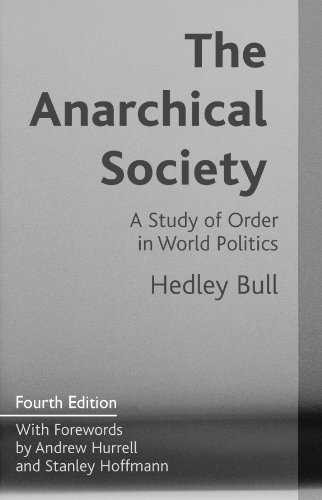 The
Anarchical
Society
A Study of Order
in World Politics
Hedley Bull
Fourth Edition
With Forewords
by Andrew Hurrell
and Stanley Hoffmann